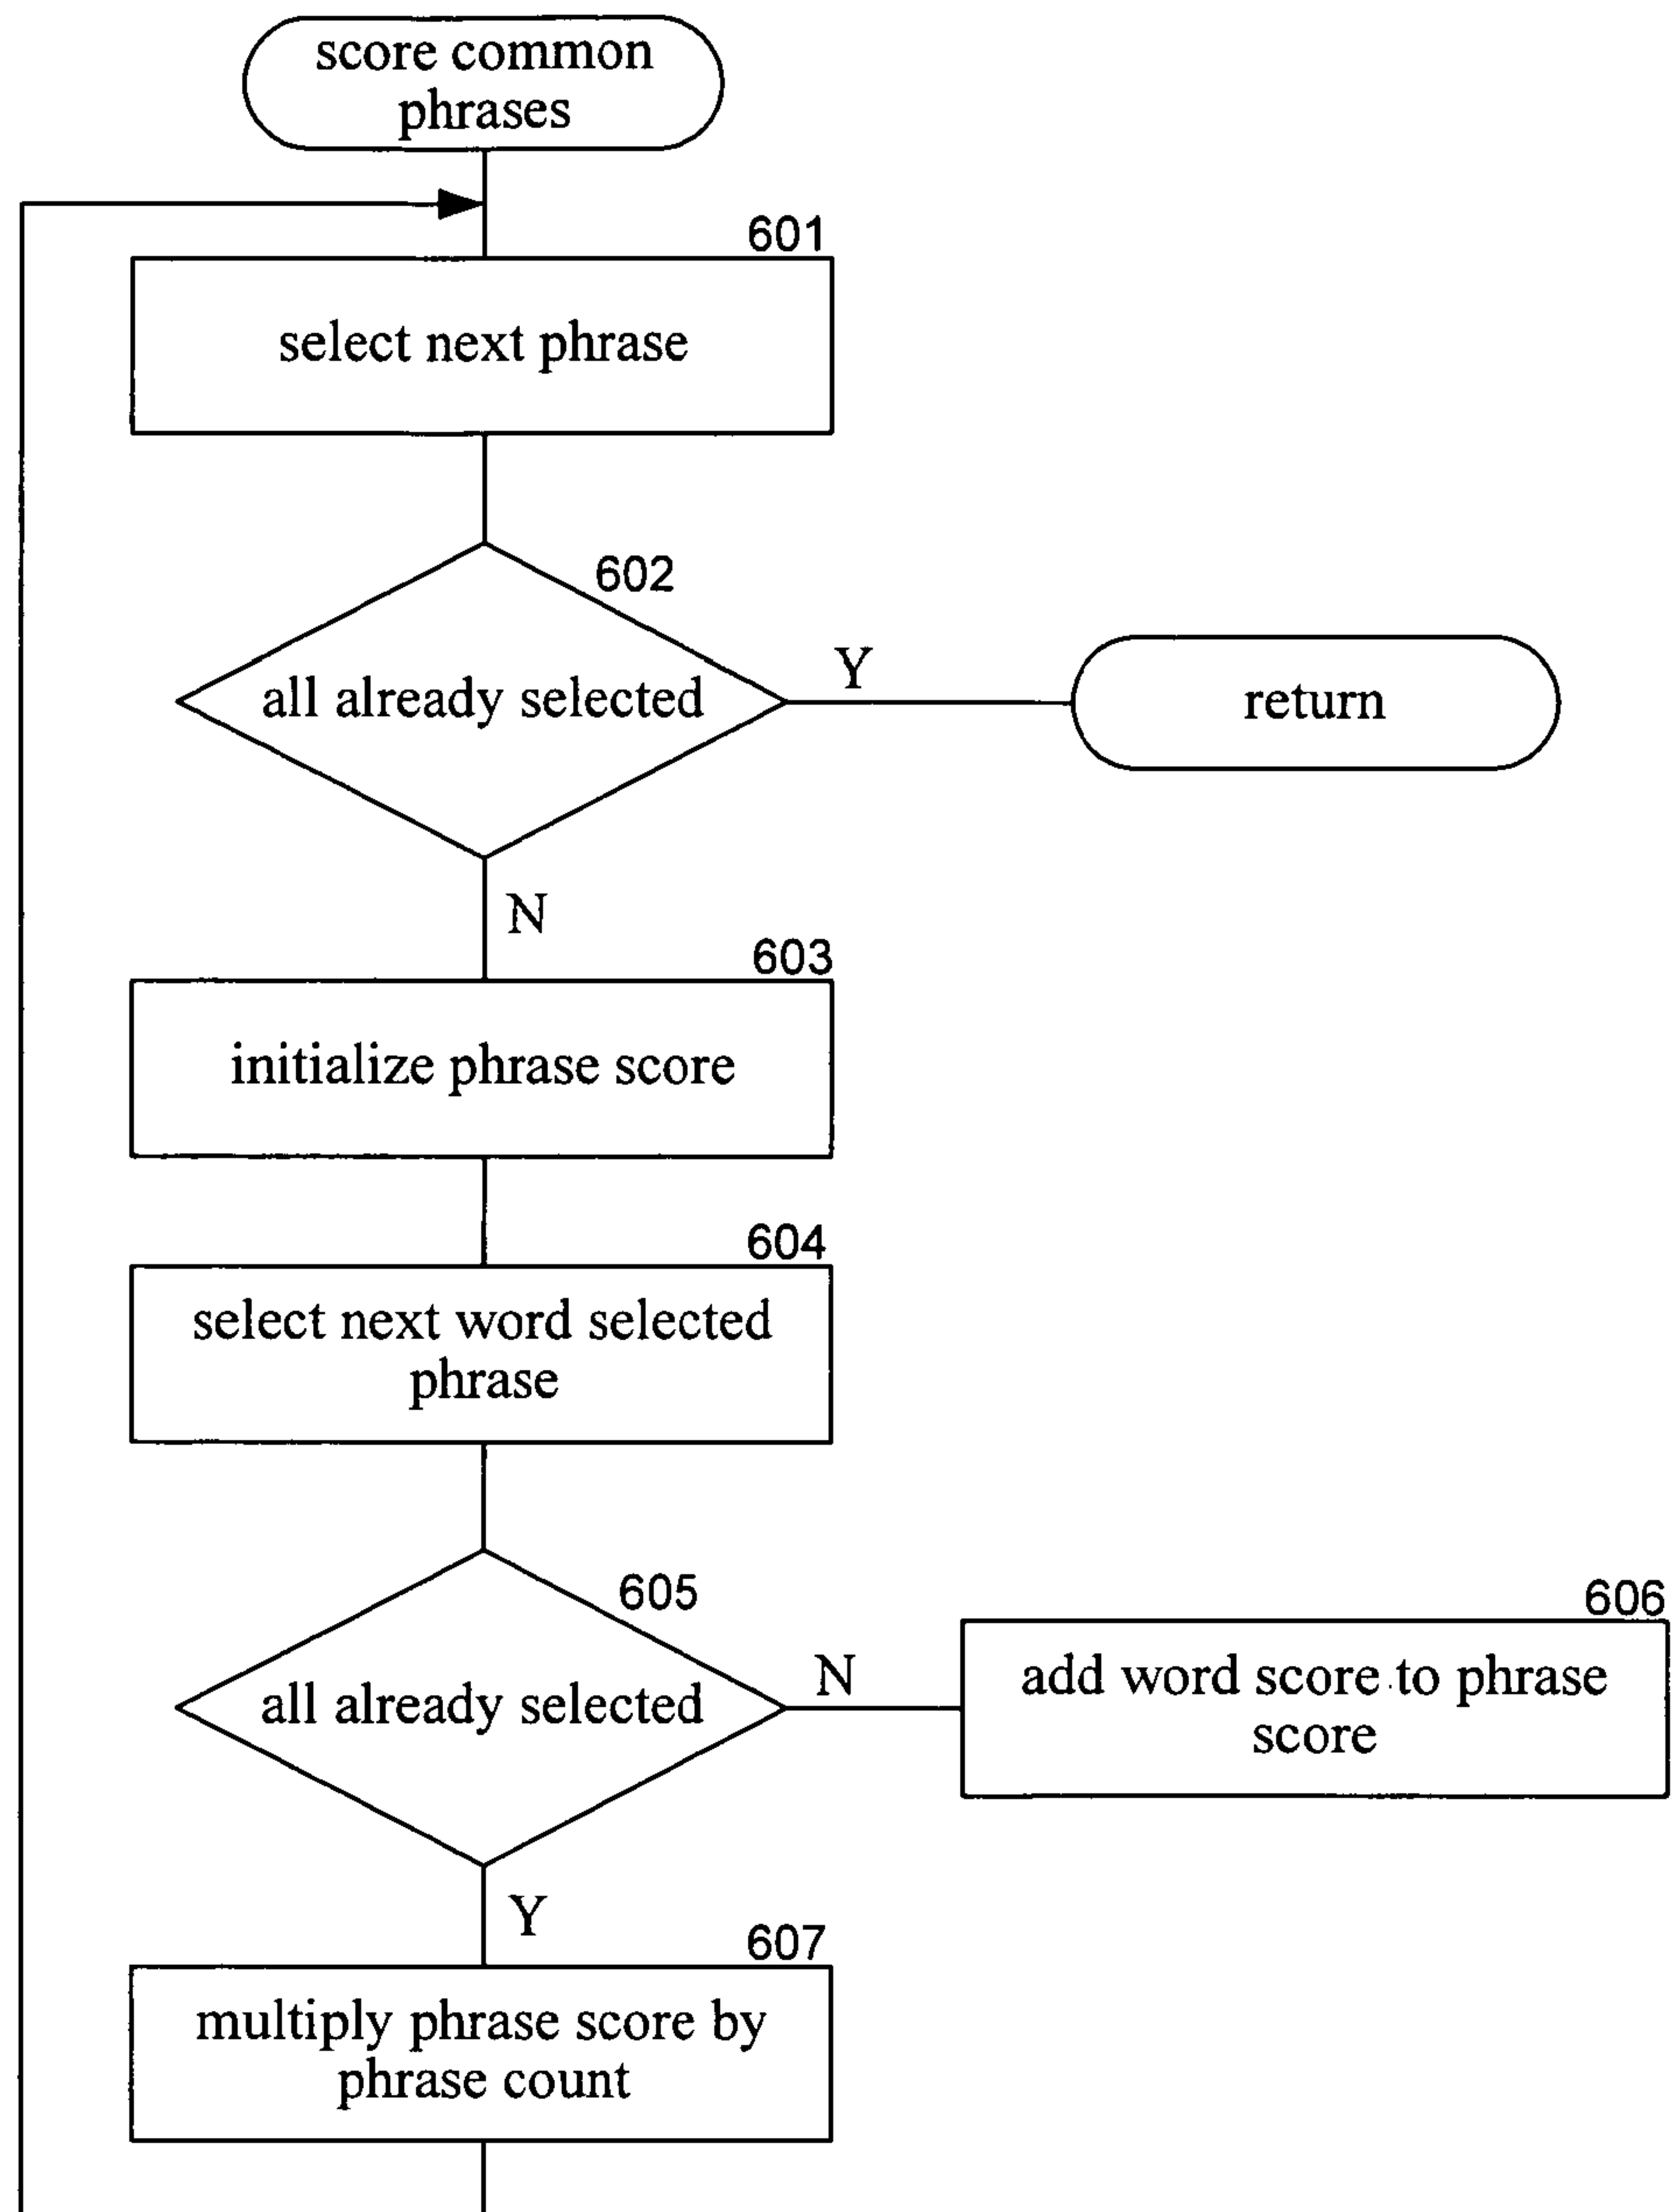 score common
phrases
601
select next phrase
602
all already selected
Y
return
N
603
initialize phrase score
604
select next word selected
phrase
605
all already selected
N
606
add word score to phrase
score
Y
607
multiply phrase score by
phrase count